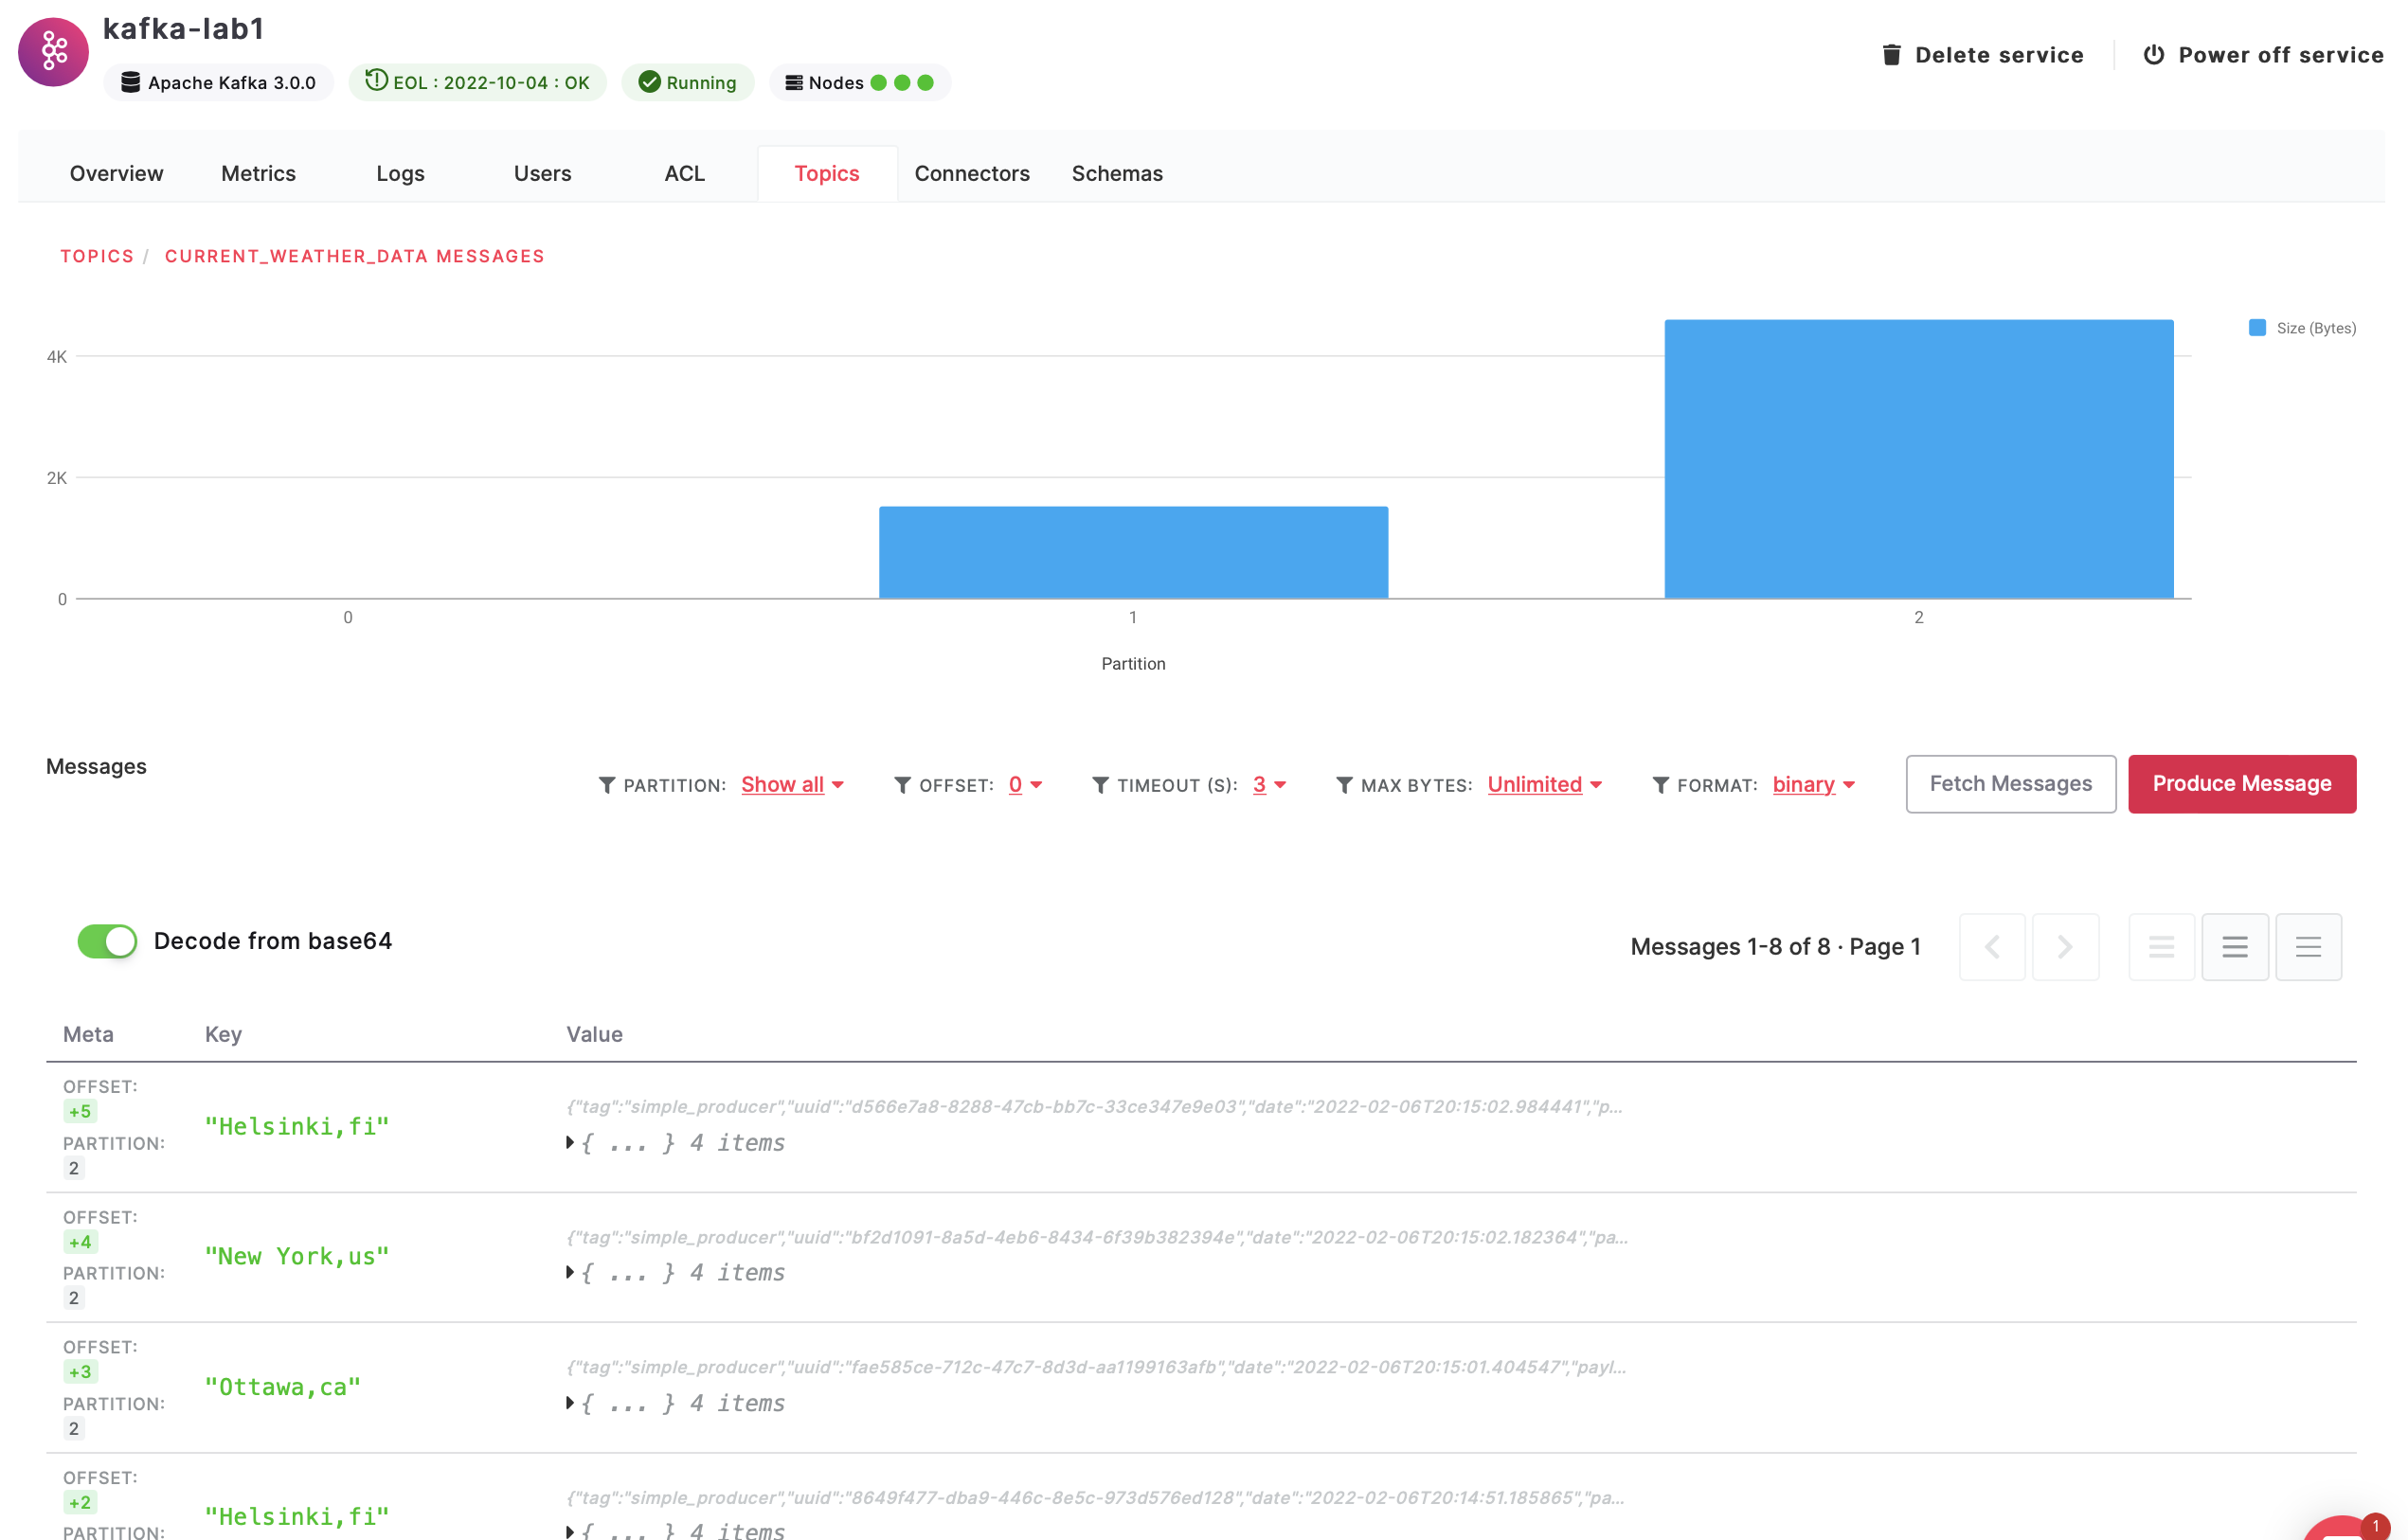 kafka-lab1
Apache Kafka 3.0.0 EOL : 2022-10-04 : OK Running Nodes
Delete service Power off service
Overview Metrics Logs Users ACL Topics Connectors Schemas
TOPICS / CURRENT_WEATHER_DATA MESSAGES
Size (Bytes)
4K
2K
0
0 1 2
Partition
Messages
PARTITION: Show all OFFSET: 0 TIMEOUT (S): 3 MAX BYTES: Unlimited FORMAT: binary Fetch Messages Produce Message
Decode from base64
Messages 1-8 of 8 · Page 1
Meta Key Value
OFFSET:
+5
PARTITION:
2
"Helsinki,fi"
{"tag":"simple_producer","uuid":"d566e7a8-8288-47cb-bb7c-33ce347e9e03","date":"2022-02-06T20:15:02.984441","p...
{ ... } 4 items
OFFSET:
+4
PARTITION:
2
"New York,us"
{"tag":"simple_producer","uuid":"bf2d1091-8a5d-4eb6-8434-6f39b382394e","date":"2022-02-06T20:15:02.182364","pa...
{ ... } 4 items
OFFSET:
+3
PARTITION:
2
"Ottawa,ca"
{"tag":"simple_producer","uuid":"fae585ce-712c-47c7-8d3d-aa1199163afb","date":"2022-02-06T20:15:01.404547","payl...
{ ... } 4 items
OFFSET:
+2
PARTITION:
"Helsinki,fi"
{"tag":"simple_producer","uuid":"8649f477-dba9-446c-8e5c-973d576ed128","date":"2022-02-06T20:14:51.185865","pa...
{ ... } 4 items
1